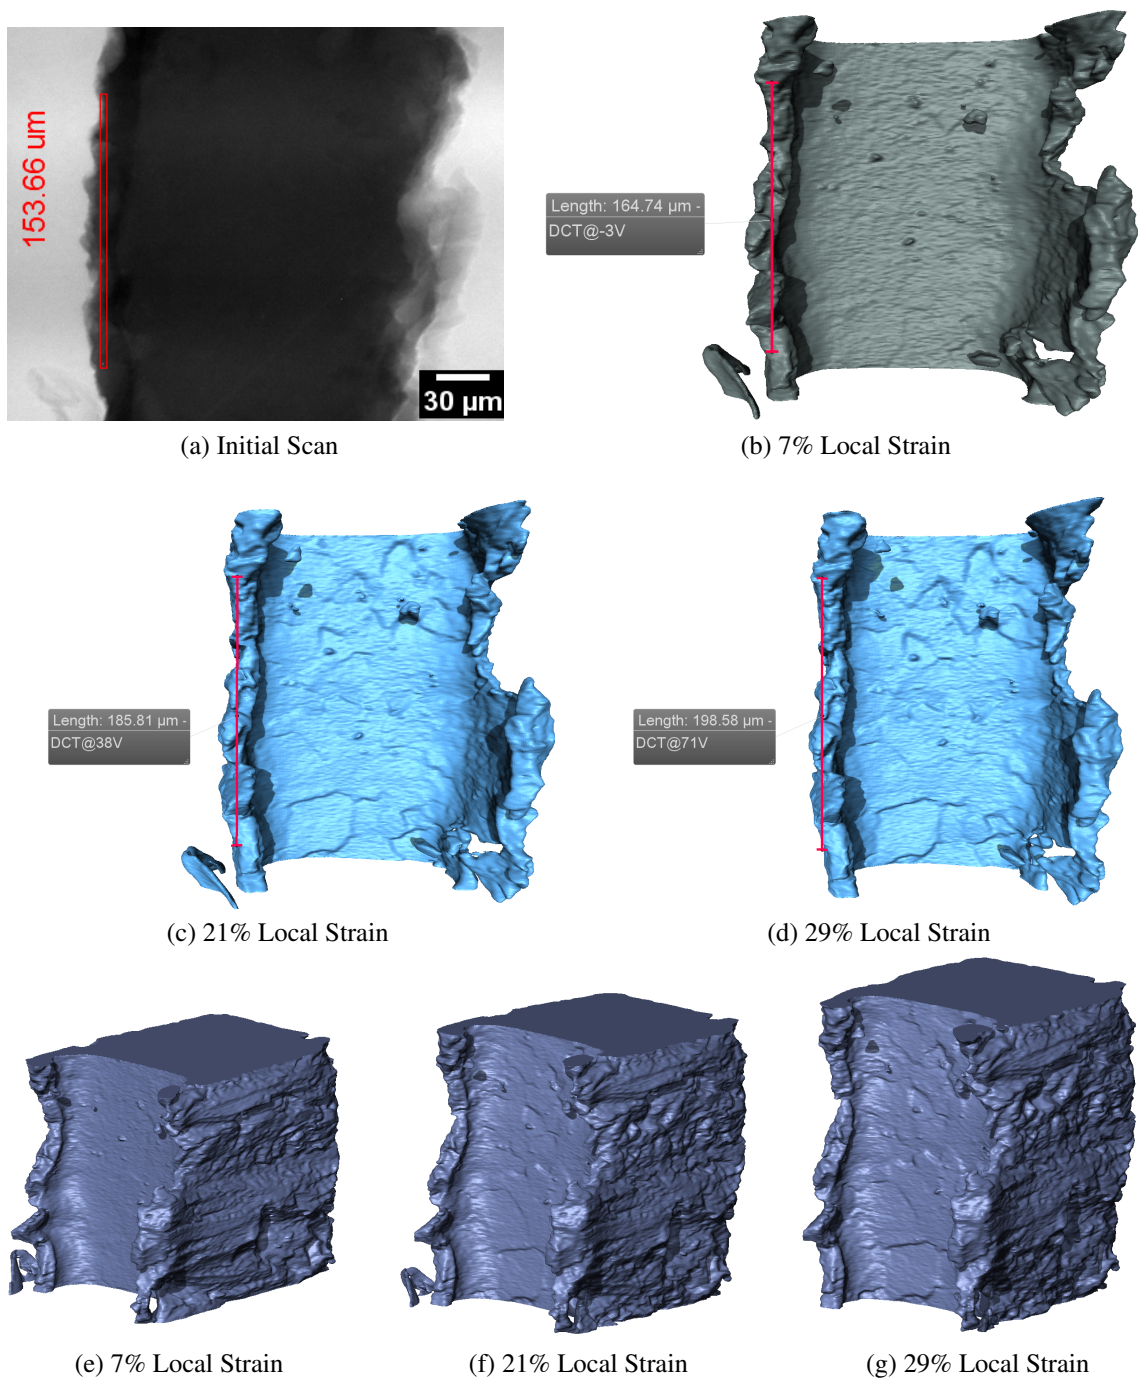 153.66 um
30 µm
(a) Initial Scan
Length: 164.74 µm -
DCT@-3V
(b) 7% Local Strain
Length: 185.81 µm -
DCT@38V
(c) 21% Local Strain
Length: 198.58 µm -
DCT@71V
(d) 29% Local Strain
(e) 7% Local Strain
(f) 21% Local Strain
(g) 29% Local Strain